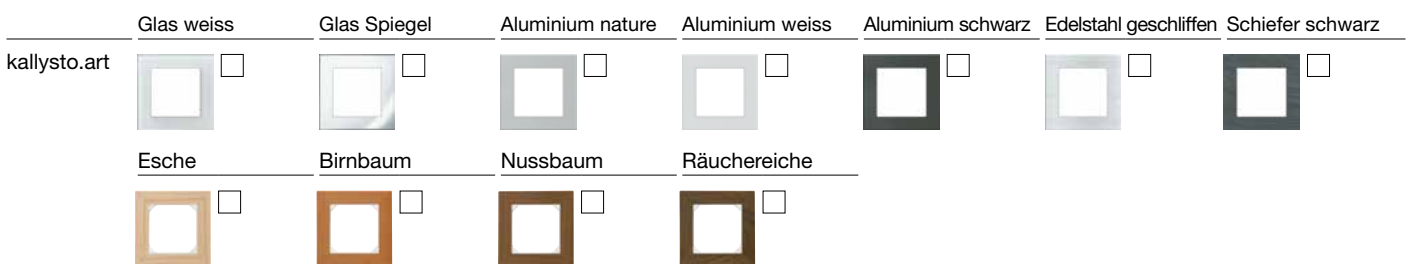 Glas weiss Glas Spiegel Aluminium nature Aluminium weiss Aluminium schwarz Edelstahl geschliffen Schiefer schwarz
kallysto.art
Esche Birnbaum Nussbaum Räuchereiche